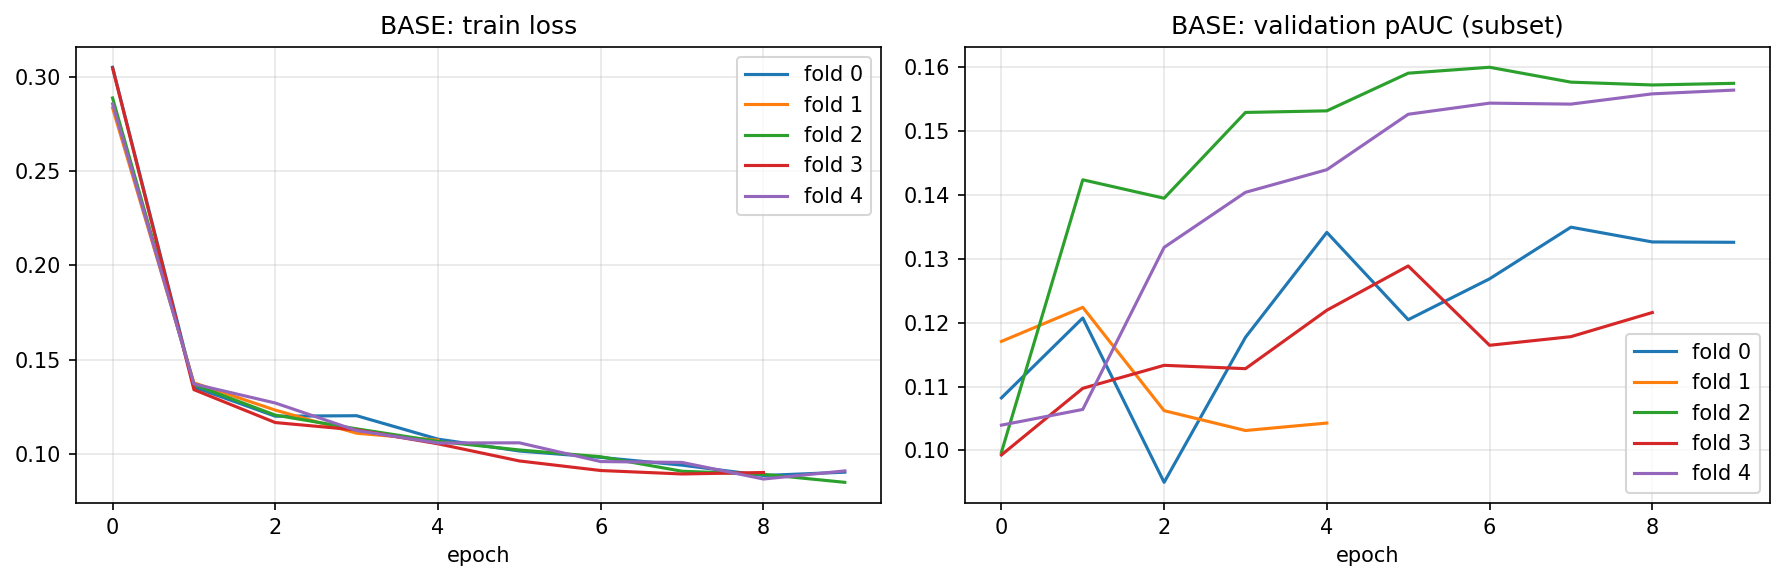 BASE: train loss
0.30
0.25
0.20
0.15
0.10
0
2
4
6
8
epoch
fold 0
fold 1
fold 2
fold 3
fold 4
BASE: validation pAUC (subset)
0.16
0.15
0.14
0.13
0.12
0.11
0.10
0
2
4
6
8
epoch
fold 0
fold 1
fold 2
fold 3
fold 4